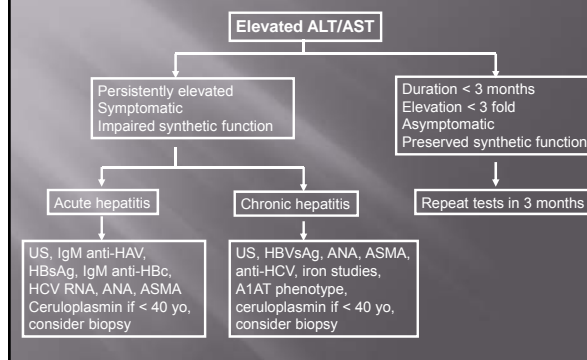 Elevated ALT/AST
Persistently elevated
Symptomatic
Impaired synthetic function
Duration < 3 months
Elevation < 3 fold
Asymptomatic
Preserved synthetic function
Acute hepatitis
Chronic hepatitis
Repeat tests in 3 months
US, IgM anti-HAV,
HBsAg, IgM anti-HBc,
HCV RNA, ANA, ASMA
Ceruloplasmin if < 40 yo,
consider biopsy
US, HBVsAg, ANA, ASMA,
anti-HCV, iron studies,
A1AT phenotype,
ceruloplasmin if < 40 yo,
consider biopsy